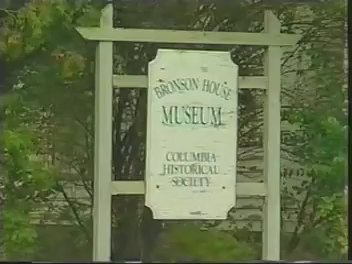 BRONSON HOUSE
MUSEUM
COLUMBIA
HISTORICAL
SOCIETY